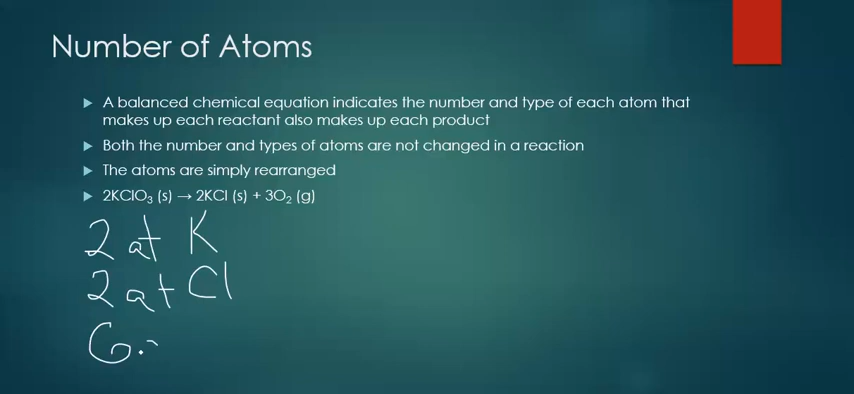 Number of Atoms
A balanced chemical equation indicates the number and type of each atom that
makes up each reactant also makes up each product
Both the number and types of atoms are not changed in a reaction
The atoms are simply rearranged
2KClO₃ (s) → 2KCl (s) + 3O₂ (g)
2 at K
2 at Cl
6